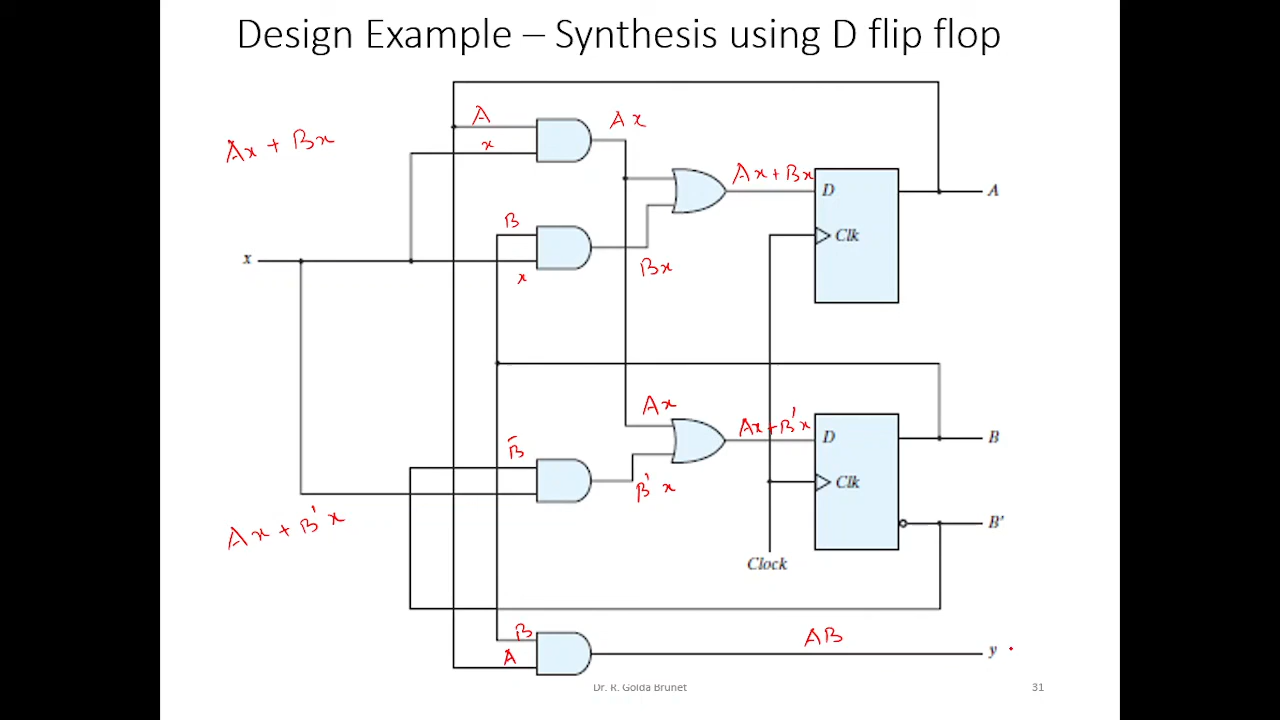 Design Example – Synthesis using D flip flop
A
Ax
Ax + Bx
x
Ax + Bx
D
A
B
Clk
x
Bx
x
Ax
Ax + B'x
D
B
B̄
Clk
B'x
Ax + B'x
B'
Clock
B
AB
A
y
Dr. R. Golda Brunet
31